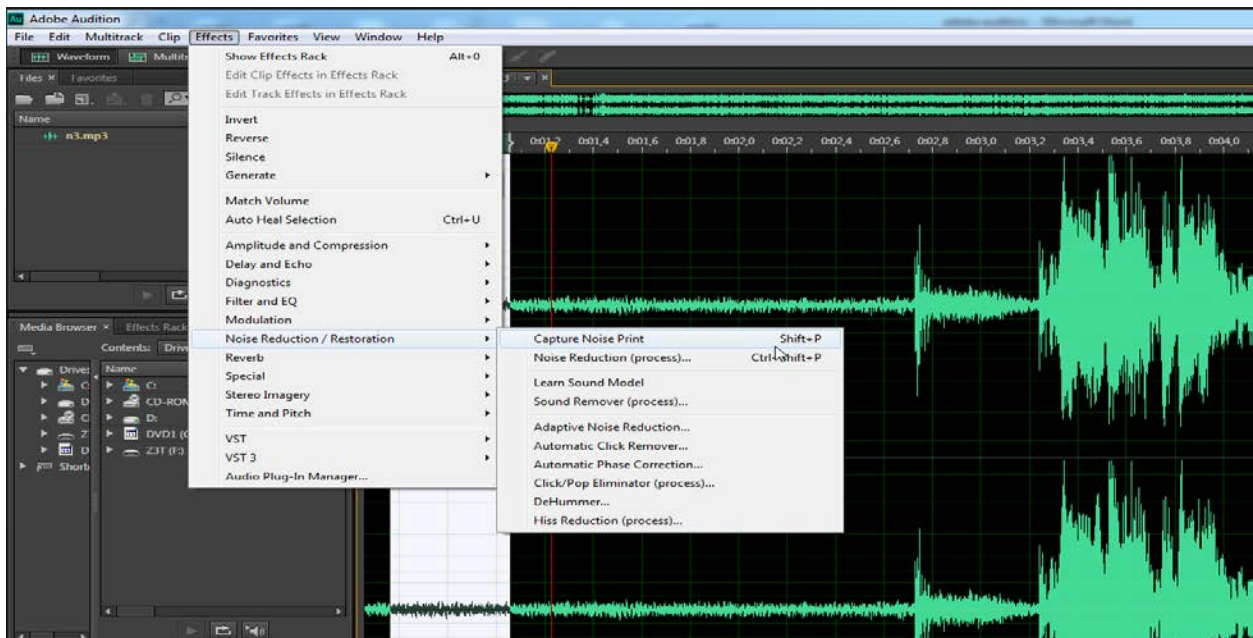 Au Adobe Audition
File Edit Multitrack Clip Effects Favorites View Window Help
Waveform
Files × Favorites
Name
n3.mp3
Show Effects Rack Alt+0
Edit Clip Effects in Effects Rack
Edit Track Effects in Effects Rack
Invert
Reverse
Silence
Generate
Match Volume
Auto Heal Selection Ctrl+U
Amplitude and Compression
Delay and Echo
Diagnostics
Filter and EQ
Modulation
Noise Reduction / Restoration
Reverb
Special
Stereo Imagery
Time and Pitch
VST
VST 3
Audio Plug-In Manager...
0:01,2 0:01,4 0:01,6 0:01,8 0:02,0 0:02,2 0:02,4 0:02,6 0:02,8 0:03,0 0:03,2 0:03,4 0:03,6 0:03,8 0:04,0
Capture Noise Print Shift+P
Noise Reduction (process)... Ctrl+Shift+P
Learn Sound Model
Sound Remover (process)...
Adaptive Noise Reduction...
Automatic Click Remover...
Automatic Phase Correction...
Click/Pop Eliminator (process)...
DeHummer...
Hiss Reduction (process)...
Media Browser × Effects Rack
Contents:
Name
C:
D:
Z3T (F:)